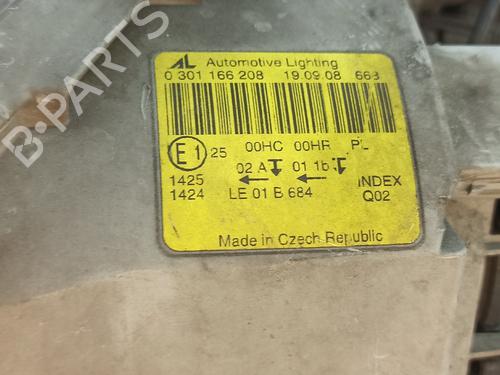 AL Automotive Lighting
0 301 166 208 19.09.08 668
E1 25 00HC 00HR PL
02 A 01 1b
1425 ← ←
1424 LE 01 B 684 INDEX
Q02
Made in Czech Republic
B-PARTS